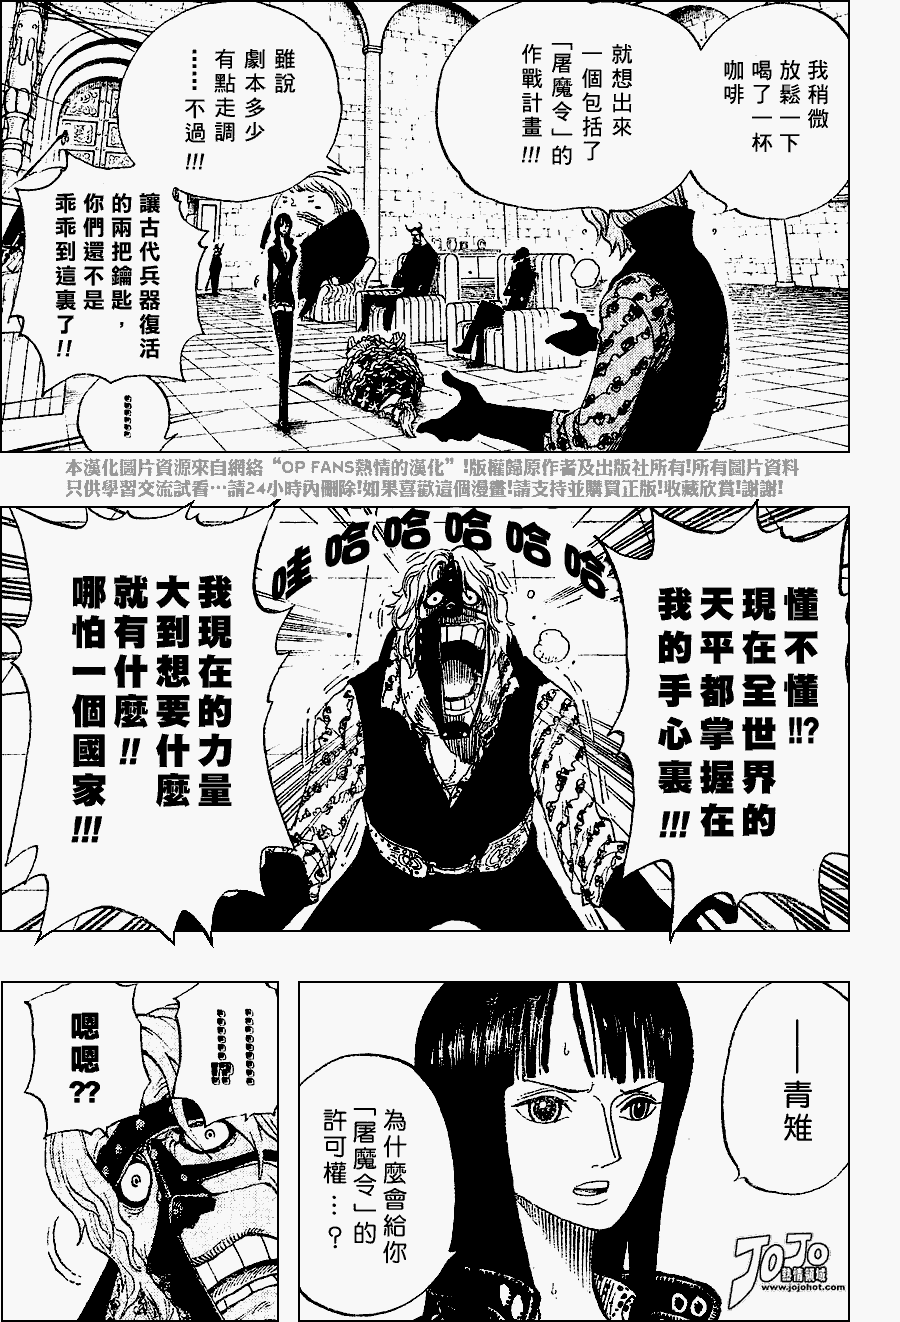 我稍微
放鬆一下
喝了一杯
咖啡
就想出來
一個包括了
「屠魔令」的
作戰計畫!!!
雖說
劇本多少
有點走調
……不過!!!
讓古代兵器復活
的兩把鑰匙，
你們還不是
乖乖到這裏了!!
本漢化圖片資源來自網絡“OP FANS熱情的漢化”!版權歸原作者及出版社所有!所有圖片資料
只供學習交流試看…請24小時內刪除!如果喜歡這個漫畫!請支持並購買正版!收藏欣賞!謝謝!
哇哈哈哈哈哈
懂不懂!!?
現在全世界的
天平都掌握在
我的手心裏!!!
我現在的力量
大到想要什麼
就有什麼!!
哪怕一個國家!!!
——青雉
為什麼會給你
「屠魔令」的
許可權…?
………!?
嗯嗯??
JOJO
熱情領域
www.jojohot.com